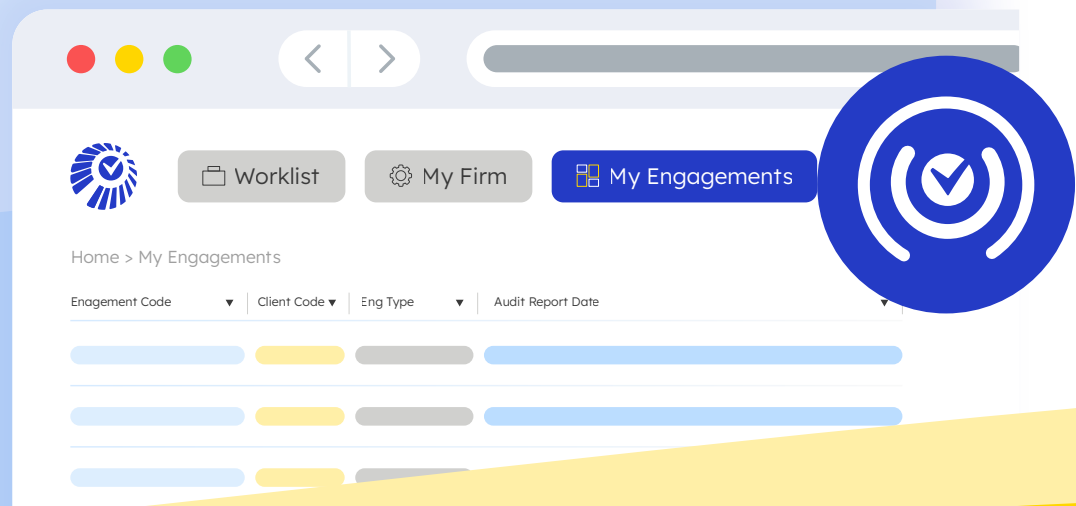 Worklist
My Firm
My Engagements
Home > My Engagements
Enagement Code
Client Code
Eng Type
Audit Report Date